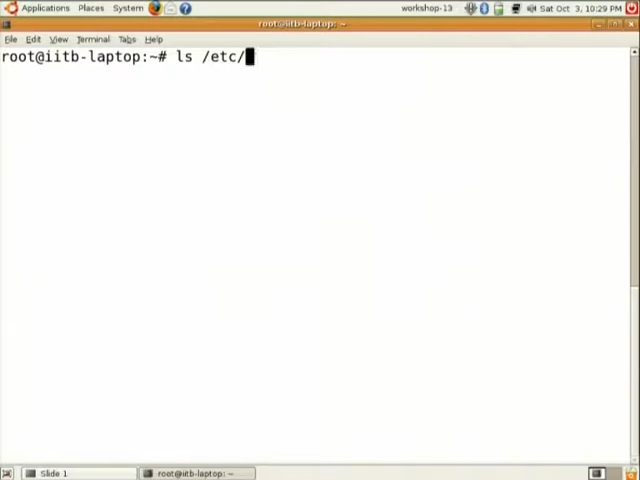 Applications Places System workshop-13 Sat Oct 3, 10:29 PM
root@iitb-laptop: ~
File Edit View Terminal Tabs Help
root@iitb-laptop:~# ls /etc/
Slide 1 root@iitb-laptop: ~